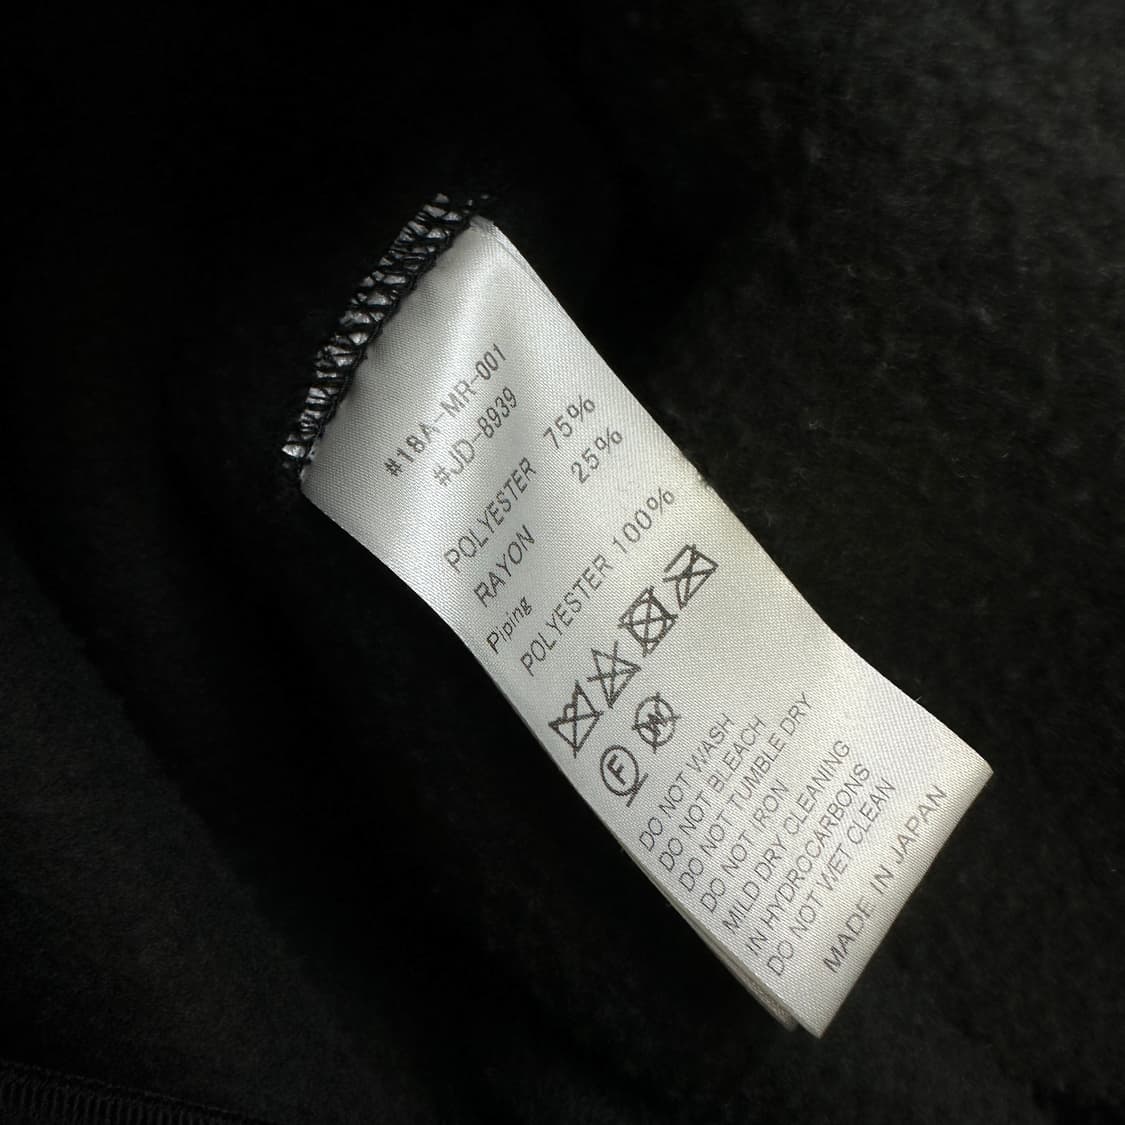 #18A-MR-001
#JD-8939
POLYESTER 75%
RAYON 25%
Piping
POLYESTER 100%
W
F
DO NOT WASH
DO NOT BLEACH
DO NOT TUMBLE DRY
DO NOT IRON
MILD DRY CLEANING
IN HYDROCARBONS
DO NOT WET CLEAN
MADE IN JAPAN